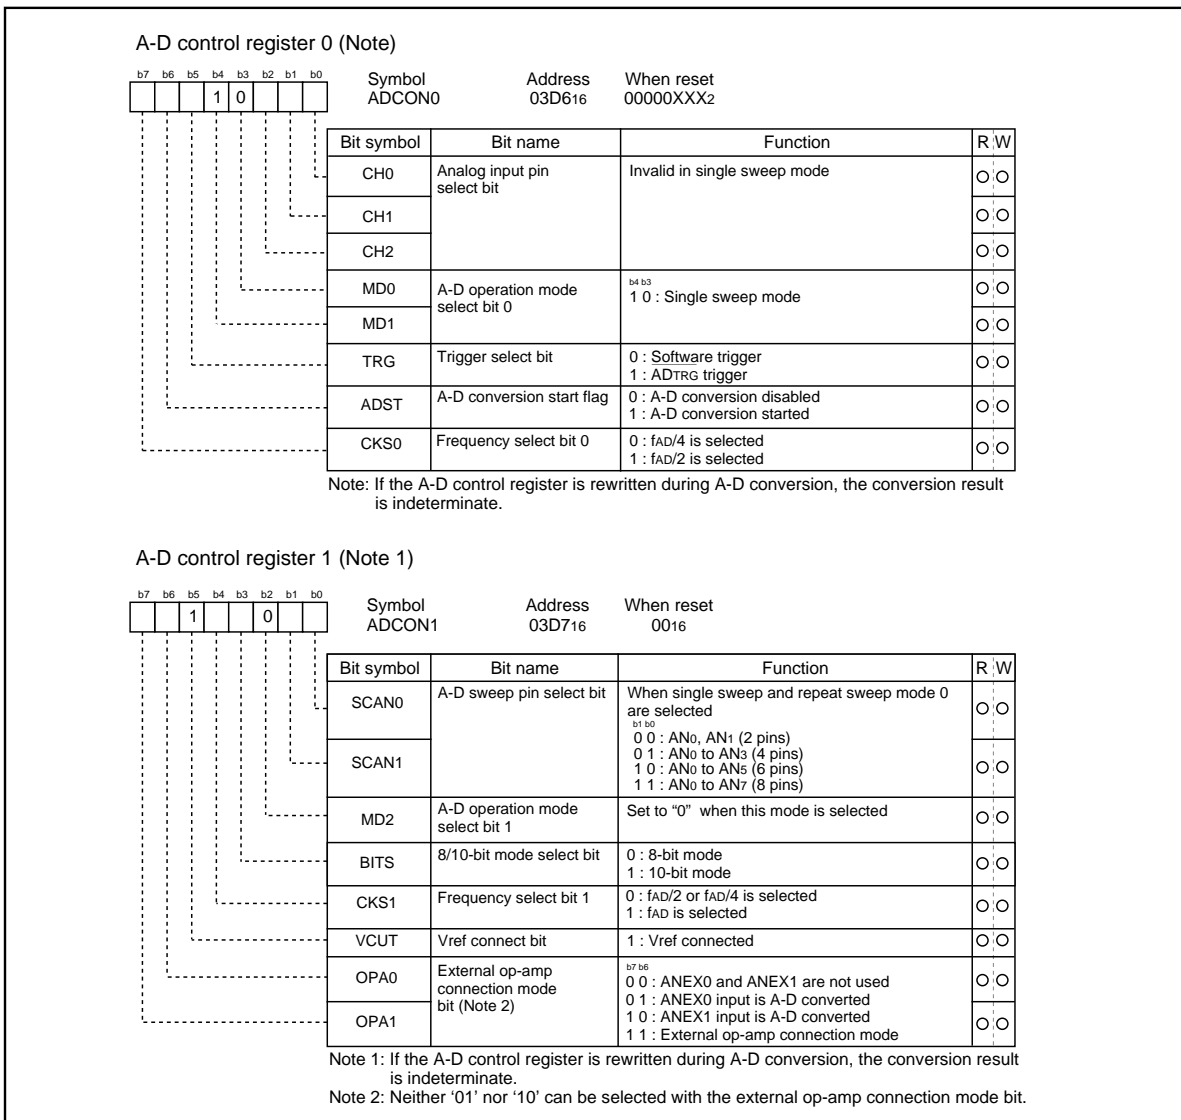 A-D control register 0 (Note)
b7 b6 b5 b4 b3 b2 b1 b0
1 0
Symbol Address When reset
ADCON0 03D616 00000XXX2
Bit symbol Bit name Function R W
CH0 Analog input pin select bit Invalid in single sweep mode
CH1
CH2
MD0 A-D operation mode select bit 0
b4 b3
1 0 : Single sweep mode
MD1
TRG Trigger select bit 0 : Software trigger
1 : ADTRG trigger
ADST A-D conversion start flag 0 : A-D conversion disabled
1 : A-D conversion started
CKS0 Frequency select bit 0 0 : fAD/4 is selected
1 : fAD/2 is selected
Note: If the A-D control register is rewritten during A-D conversion, the conversion result
is indeterminate.
A-D control register 1 (Note 1)
b7 b6 b5 b4 b3 b2 b1 b0
1 0
Symbol Address When reset
ADCON1 03D716 0016
Bit symbol Bit name Function R W
SCAN0 A-D sweep pin select bit When single sweep and repeat sweep mode 0
are selected
b1 b0
0 0 : AN0, AN1 (2 pins)
0 1 : AN0 to AN3 (4 pins)
SCAN1
1 0 : AN0 to AN5 (6 pins)
1 1 : AN0 to AN7 (8 pins)
MD2 A-D operation mode select bit 1 Set to “0” when this mode is selected
BITS 8/10-bit mode select bit 0 : 8-bit mode
1 : 10-bit mode
CKS1 Frequency select bit 1 0 : fAD/2 or fAD/4 is selected
1 : fAD is selected
VCUT Vref connect bit 1 : Vref connected
OPA0 External op-amp connection mode bit (Note 2)
b7 b6
0 0 : ANEX0 and ANEX1 are not used
0 1 : ANEX0 input is A-D converted
OPA1
1 0 : ANEX1 input is A-D converted
1 1 : External op-amp connection mode
Note 1: If the A-D control register is rewritten during A-D conversion, the conversion result
is indeterminate.
Note 2: Neither ‘01’ nor ‘10’ can be selected with the external op-amp connection mode bit.